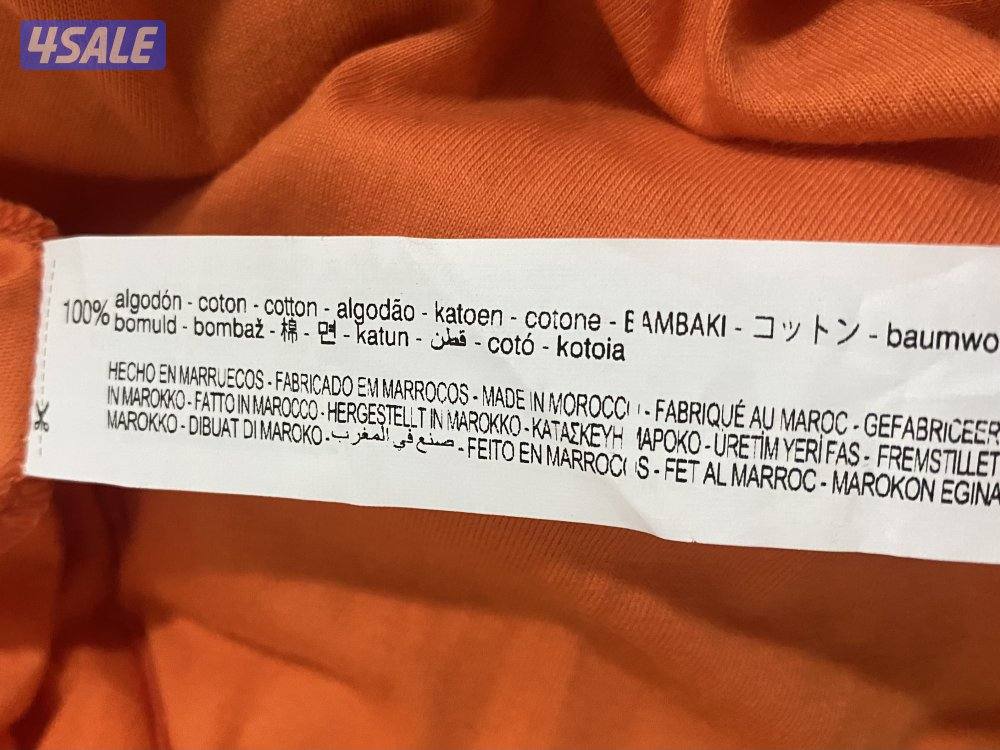 4SALE
100% algodón - coton - cotton - algodão - katoen - cotone - BAMBAKI - コットン - baumwo
bomuld - bombaž - 棉 - 면 - katun - قطن - cotó - kotoia
HECHO EN MARRUECOS - FABRICADO EM MARROCOS - MADE IN MOROCC - FABRIQUÉ AU MAROC - GEFABRICEER
IN MAROKKO - FATTO IN MAROCCO - HERGESTELLT IN MAROKKO - ΚΑΤΑΣΚΕΥΗ ΜΑΡΟΚΟ - ÜRETİM YERİ FAS - FREMSTILLET
MAROKKO - DIBUAT DI MAROKO - صنع في المغرب - FEITO EN MARROCOS - FET AL MARROC - MAROKON EGINA